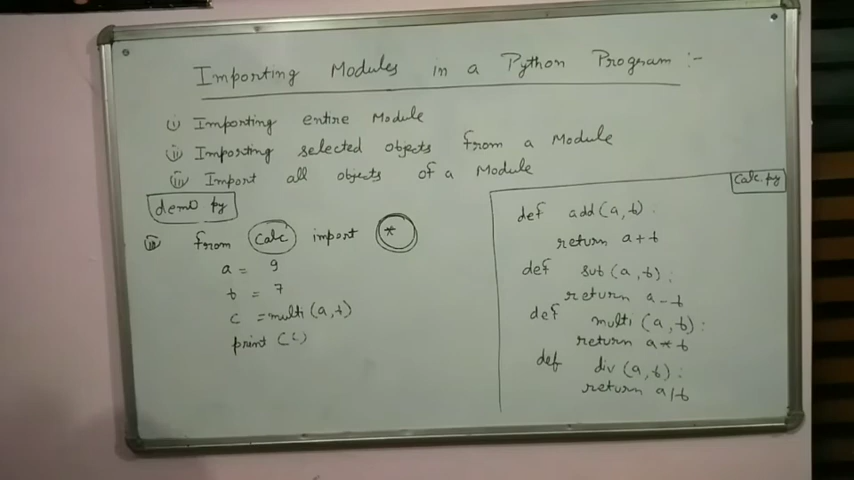 Importing Modules in a Python Program :-
(i) Importing entire Module
(ii) Importing selected objects from a Module
(iii) Import all objects of a Module
demo py
(iii) from Calc import *
a = 9
b = 7
c = multi (a,b)
print (c)
Calc.py
def add (a,b) :
return a+b
def sub (a,b) :
return a-b
def multi (a,b) :
return a*b
def div (a,b) :
return a/b